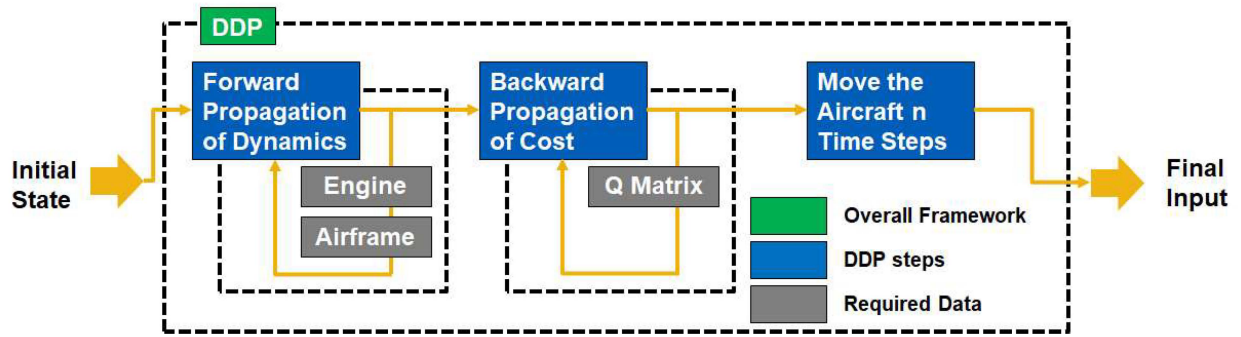 DDP
Initial
State
Forward
Propagation
of Dynamics
Engine
Airframe
Backward
Propagation
of Cost
Q Matrix
Move the
Aircraft n
Time Steps
Final
Input
Overall Framework
DDP steps
Required Data